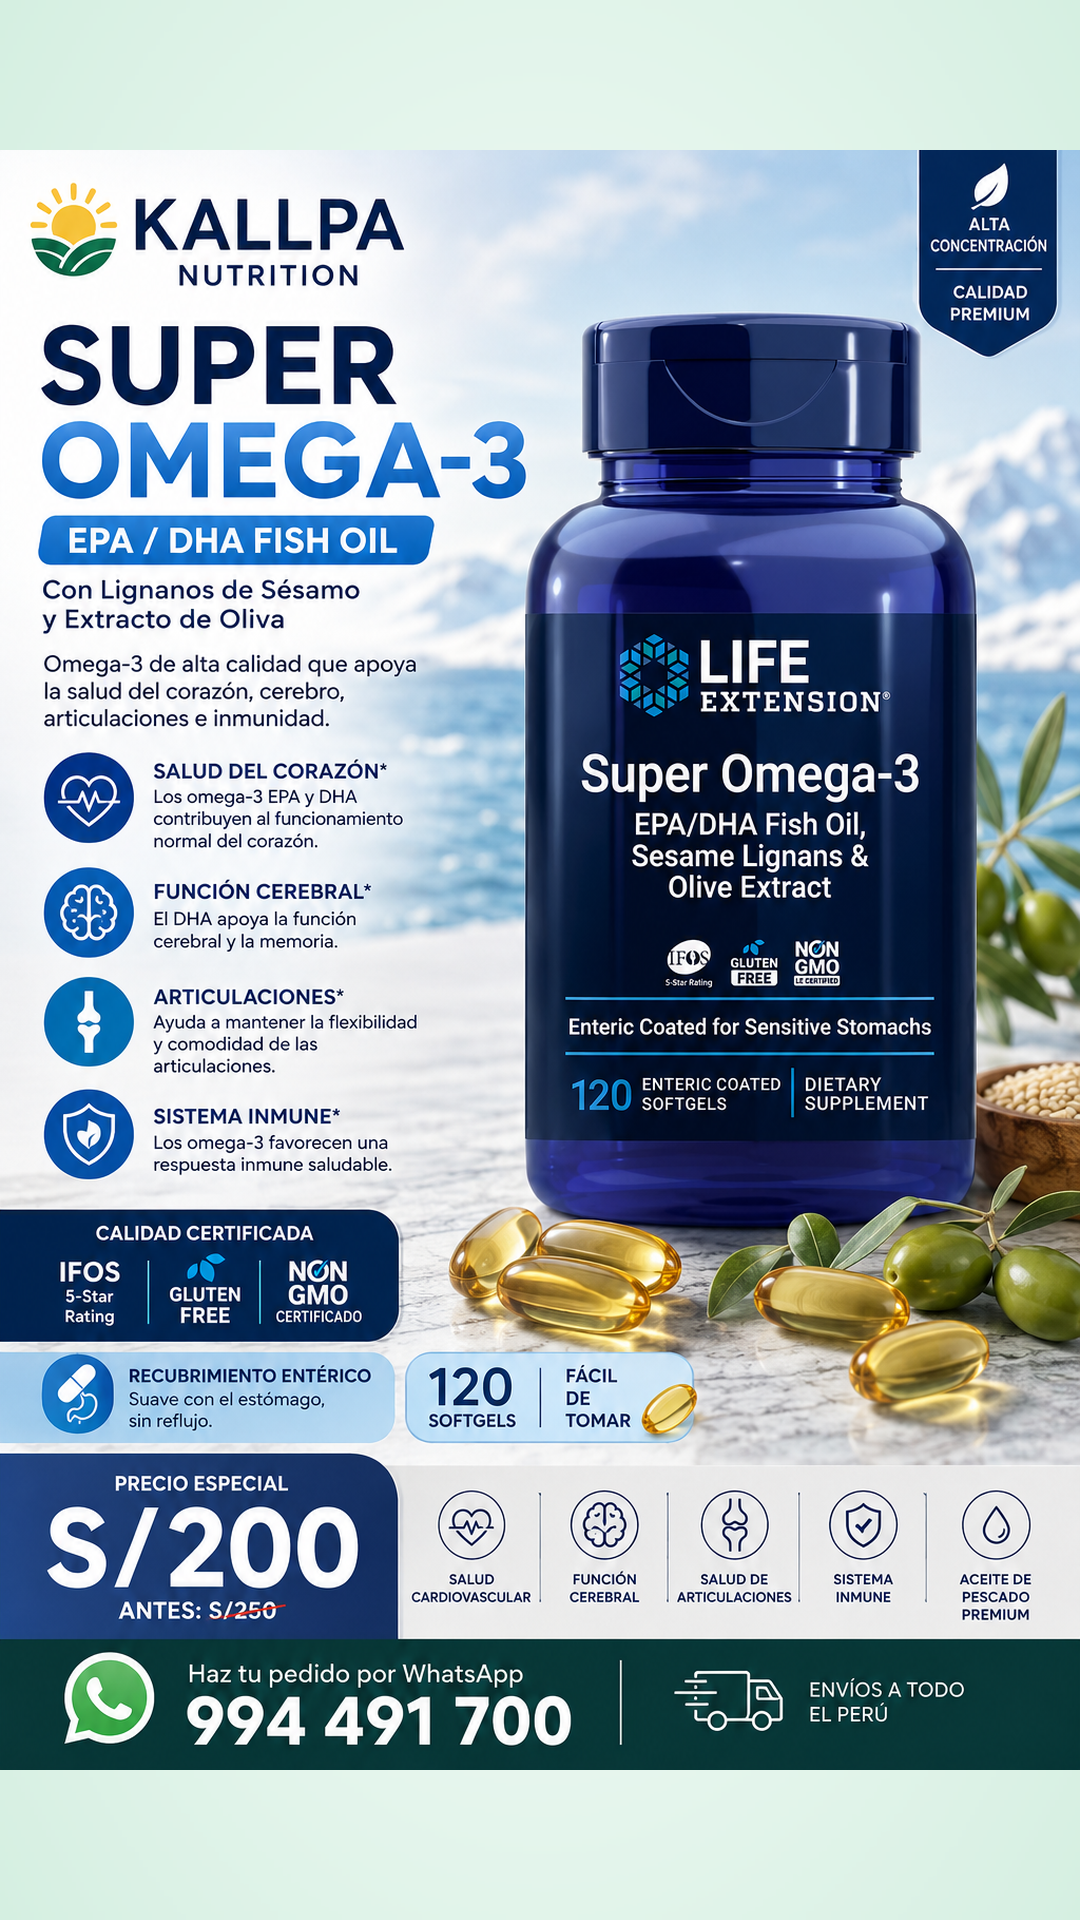 KALLPA
NUTRITION
ALTA
CONCENTRACIÓN
CALIDAD
PREMIUM
SUPER
OMEGA-3
EPA / DHA FISH OIL
Con Lignanos de Sésamo
y Extracto de Oliva
Omega-3 de alta calidad que apoya
la salud del corazón, cerebro,
articulaciones e inmunidad.
SALUD DEL CORAZÓN*
Los omega-3 EPA y DHA
contribuyen al funcionamiento
normal del corazón.
FUNCIÓN CEREBRAL*
El DHA apoya la función
cerebral y la memoria.
ARTICULACIONES*
Ayuda a mantener la flexibilidad
y comodidad de las
articulaciones.
SISTEMA INMUNE*
Los omega-3 favorecen una
respuesta inmune saludable.
LIFE
EXTENSION®
Super Omega-3
EPA/DHA Fish Oil,
Sesame Lignans &
Olive Extract
IFOS
5-Star Rating
GLUTEN
FREE
NON
GMO
LE CERTIFIED
Enteric Coated for Sensitive Stomachs
120 ENTERIC COATED
SOFTGELS
DIETARY
SUPPLEMENT
CALIDAD CERTIFICADA
IFOS
5-Star
Rating
GLUTEN
FREE
NON
GMO
CERTIFICADO
RECUBRIMIENTO ENTÉRICO
Suave con el estómago,
sin reflujo.
120
SOFTGELS
FÁCIL
DE
TOMAR
PRECIO ESPECIAL
S/200
ANTES: S/250
SALUD
CARDIOVASCULAR
FUNCIÓN
CEREBRAL
SALUD DE
ARTICULACIONES
SISTEMA
INMUNE
ACEITE DE
PESCADO
PREMIUM
Haz tu pedido por WhatsApp
994 491 700
ENVÍOS A TODO
EL PERÚ